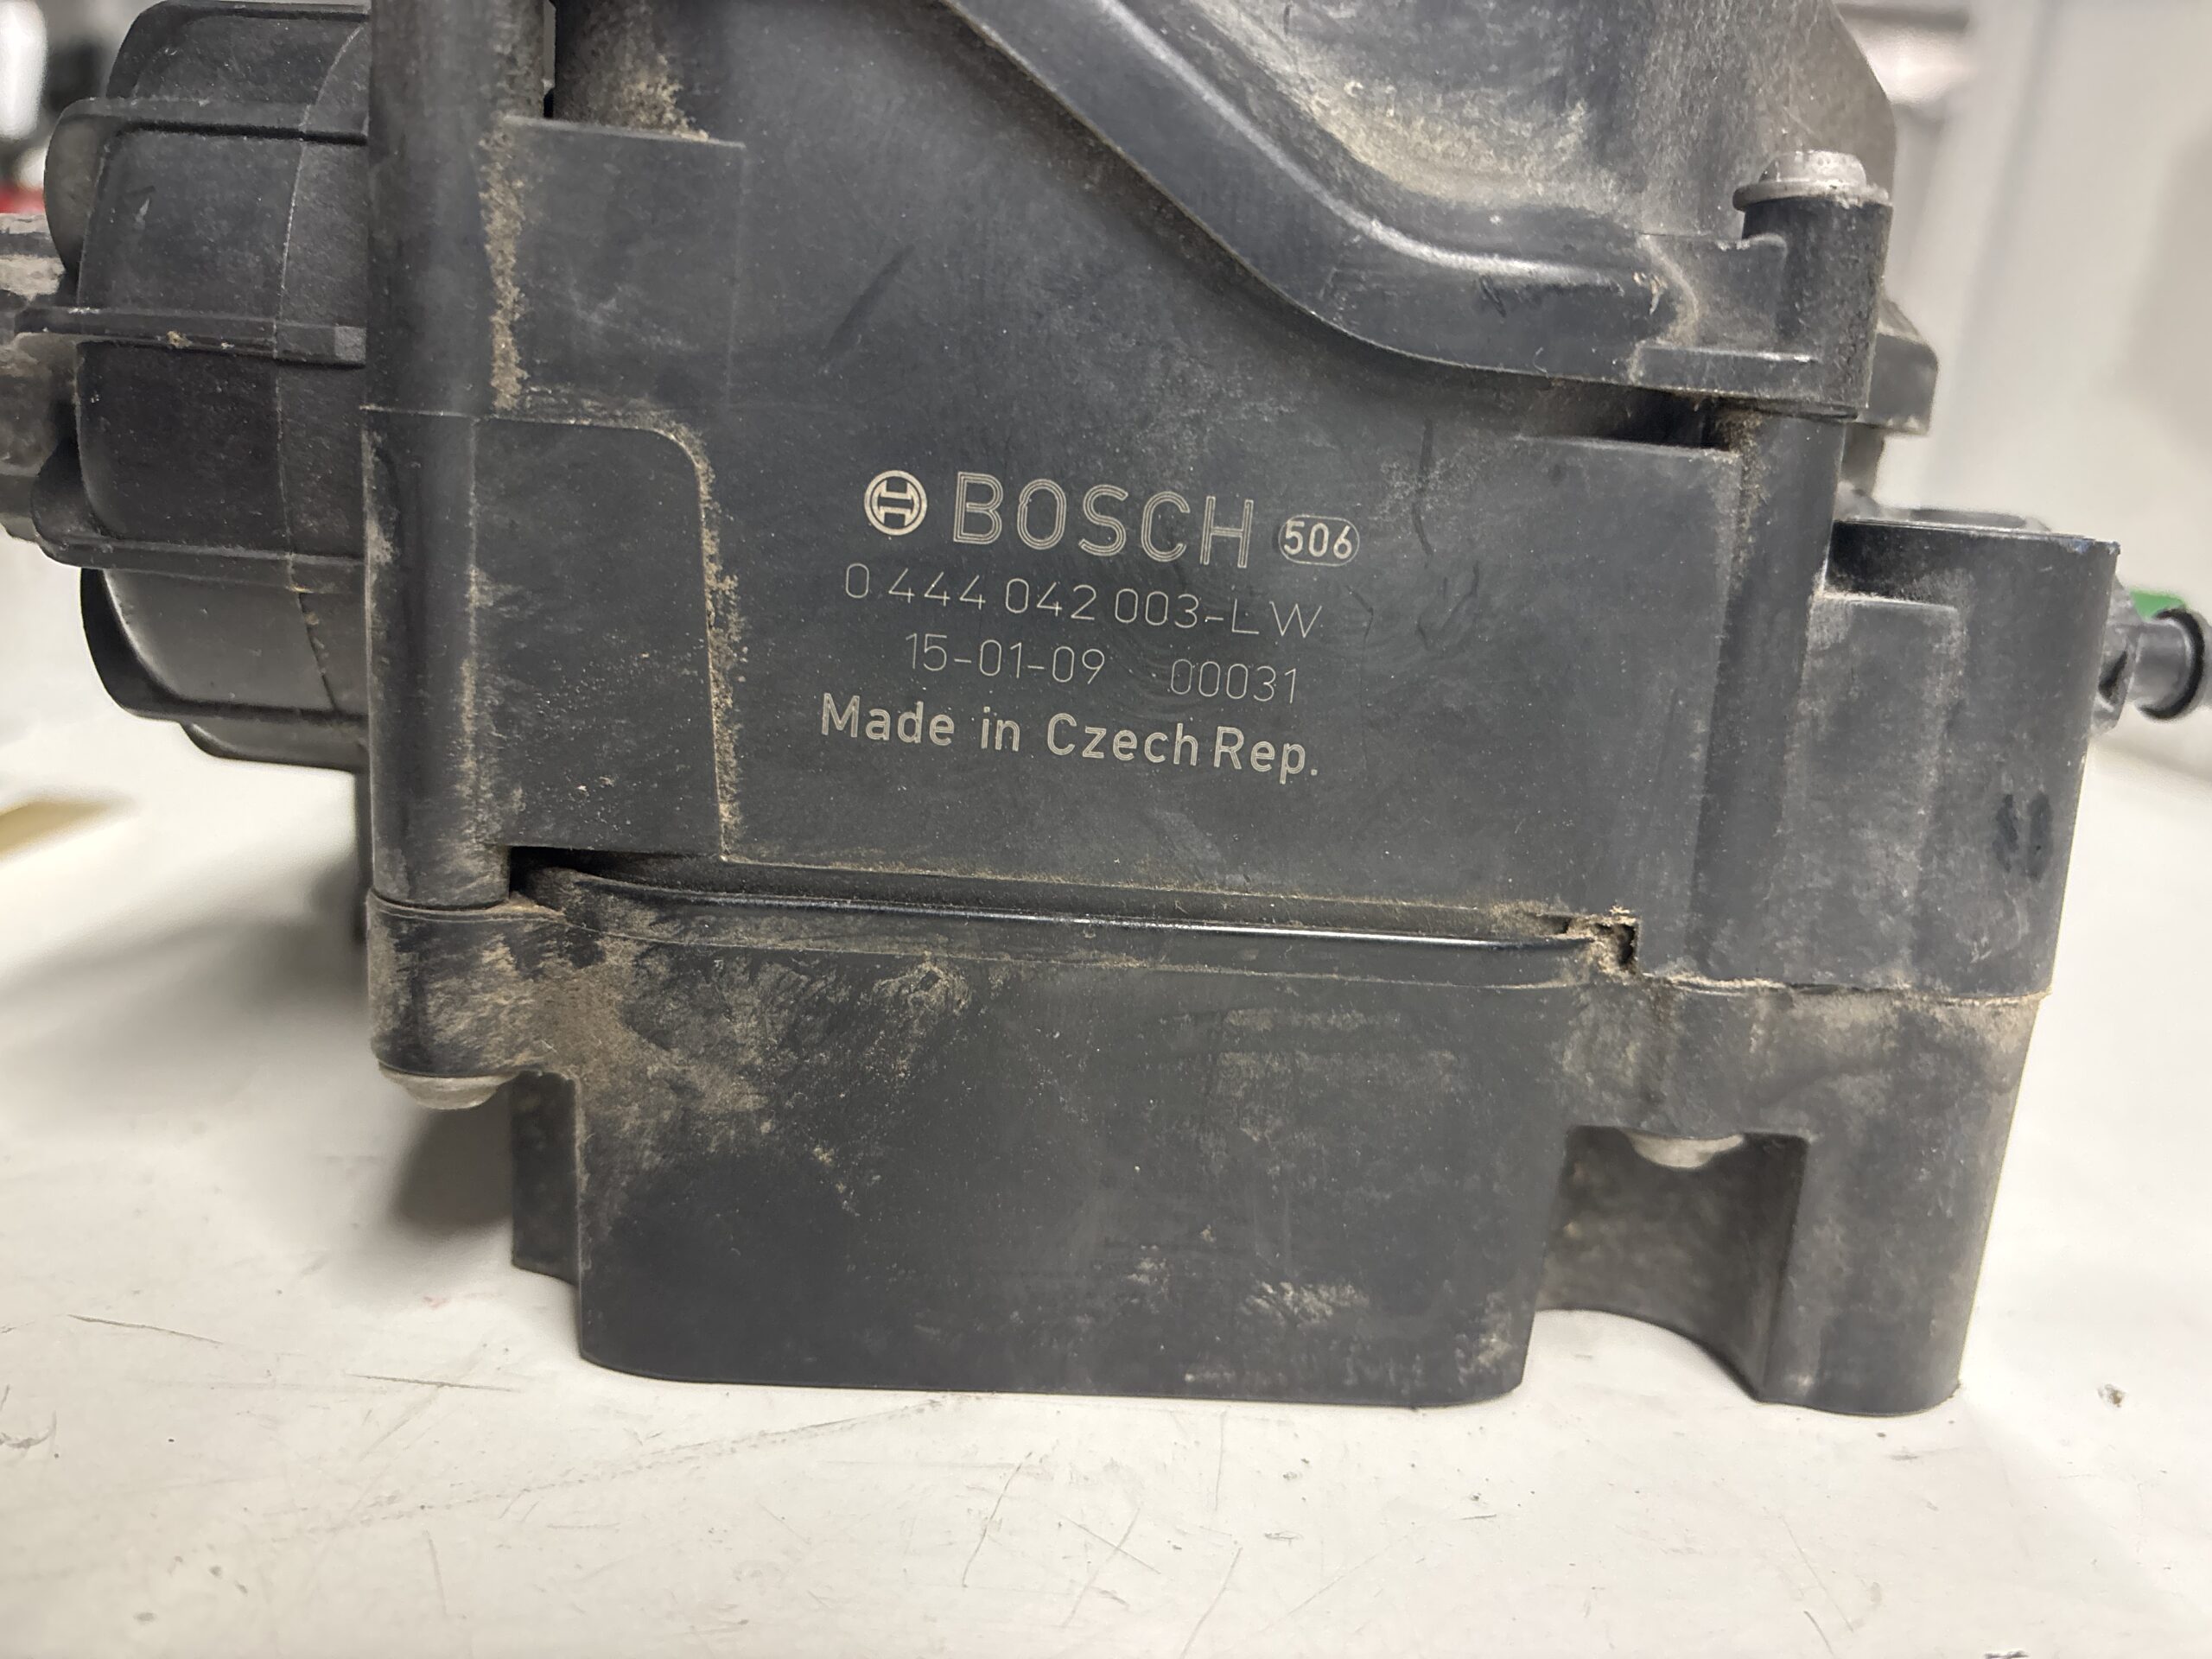 BOSCH 506
0 444 042 003-LW
15-01-09 00031
Made in Czech Rep.